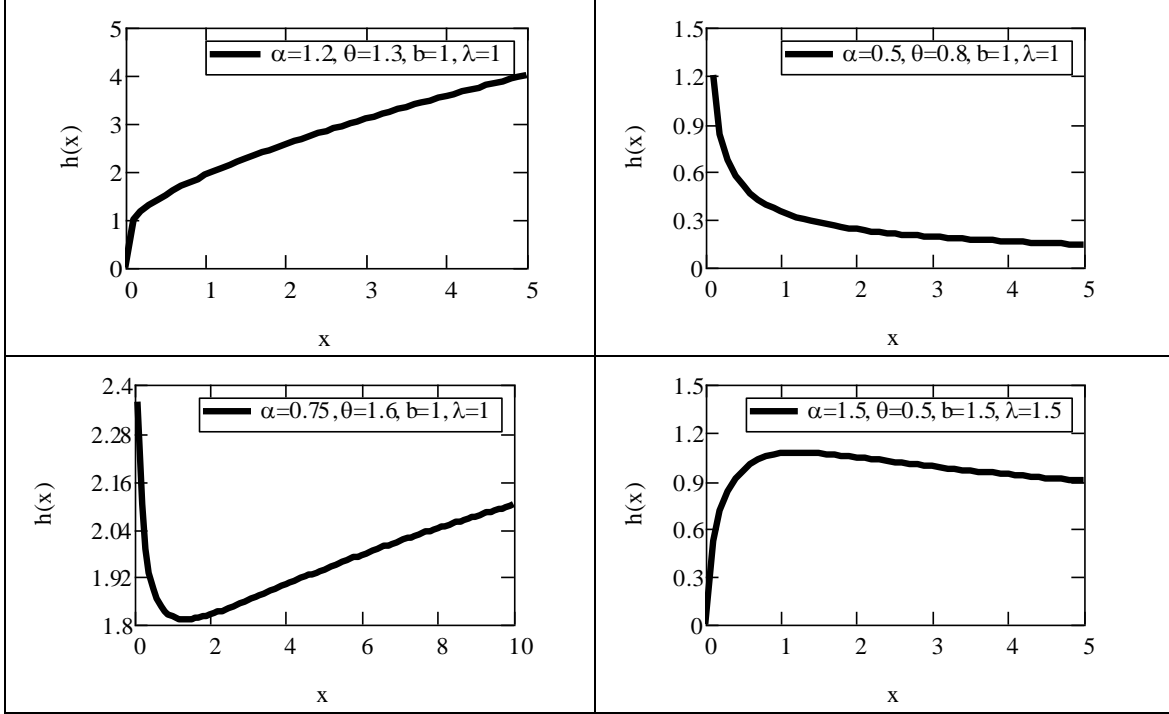 α=1.2, θ=1.3, b=1, λ=1
5
4
3
2
1
0
h(x)
0 1 2 3 4 5
x
α=0.5, θ=0.8, b=1, λ=1
1.5
1.2
0.9
0.6
0.3
0
h(x)
0 1 2 3 4 5
x
α=0.75, θ=1.6, b=1, λ=1
2.4
2.28
2.16
2.04
1.92
1.8
h(x)
0 2 4 6 8 10
x
α=1.5, θ=0.5, b=1.5, λ=1.5
1.5
1.2
0.9
0.6
0.3
0
h(x)
0 1 2 3 4 5
x